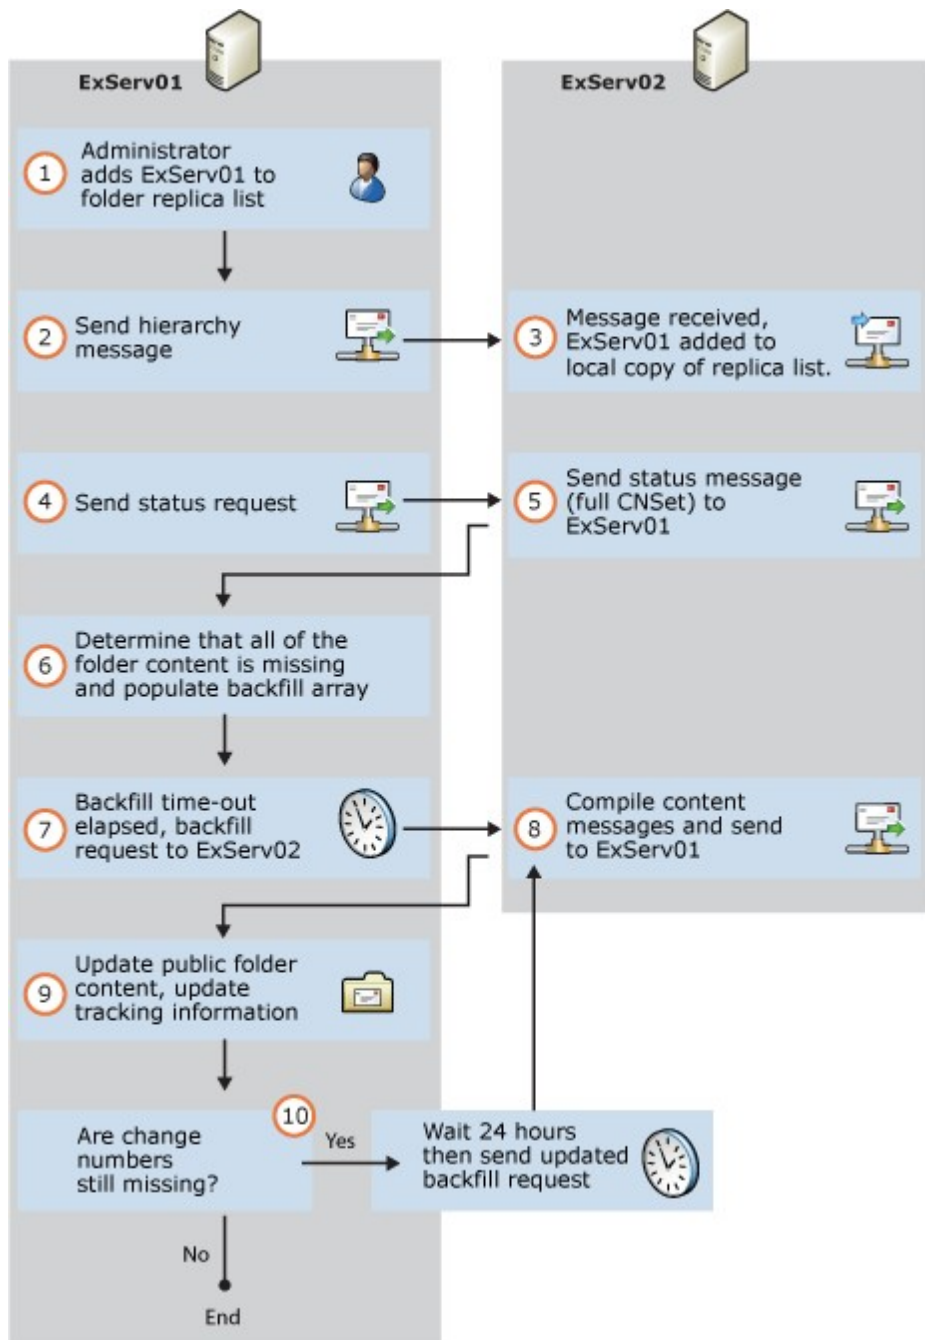 ExServ01
ExServ02
1
Administrator
adds ExServ01 to
folder replica list
2
Send hierarchy
message
3
Message received,
ExServ01 added to
local copy of replica list.
4
Send status request
5
Send status message
(full CNSet) to
ExServ01
6
Determine that all of the
folder content is missing
and populate backfill array
7
Backfill time-out
elapsed, backfill
request to ExServ02
8
Compile content
messages and send
to ExServ01
9
Update public folder
content, update
tracking information
10
Are change
numbers
still missing?
Yes
Wait 24 hours
then send updated
backfill request
No
End